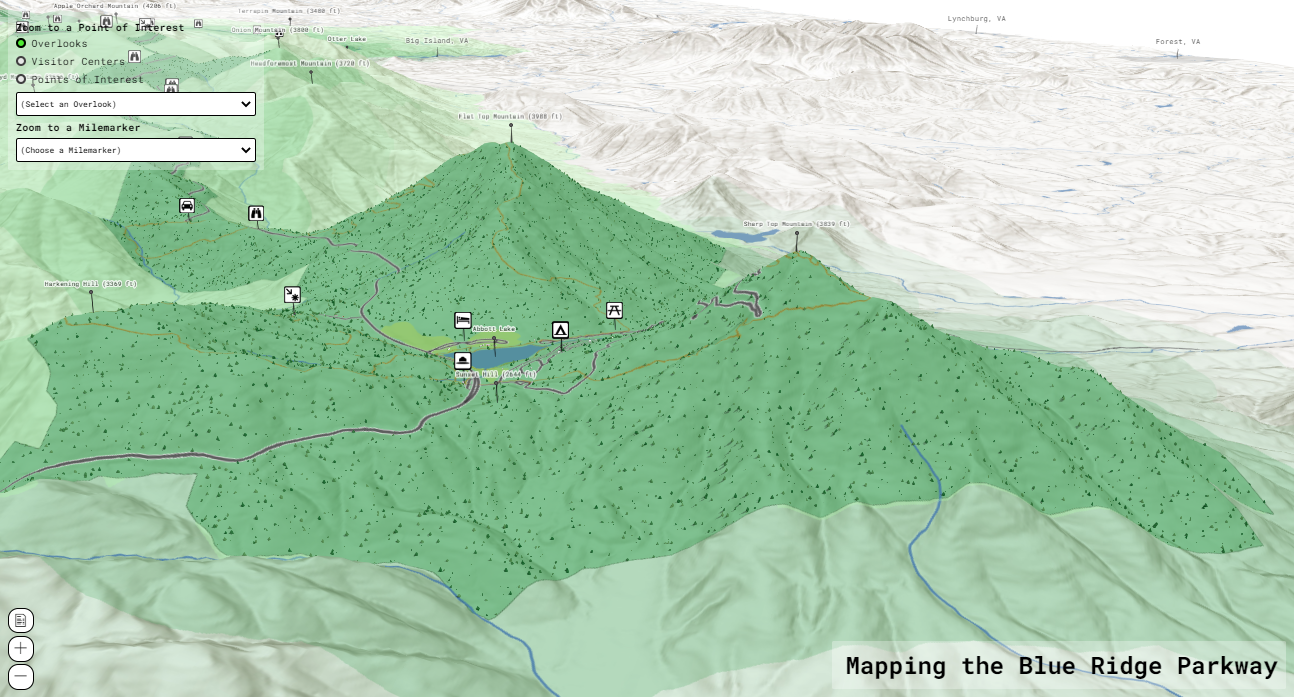 Apple Orchard Mountain (4206 ft)
Terrapin Mountain (3480 ft)
Lynchburg, VA
Zoom to a Point of Interest
Onion Mountain (3800 ft)
Otter Lake
Big Island, VA
Forest, VA
Overlooks
Visitor Centers
Headforemost Mountain (3720 ft)
Points of Interest
(Select an Overlook)
Flat Top Mountain (3988 ft)
Zoom to a Milemarker
(Choose a Milemarker)
Sharp Top Mountain (3839 ft)
Harkening Hill (3369 ft)
Abbott Lake
Sunset Hill (2644 ft)
Mapping the Blue Ridge Parkway